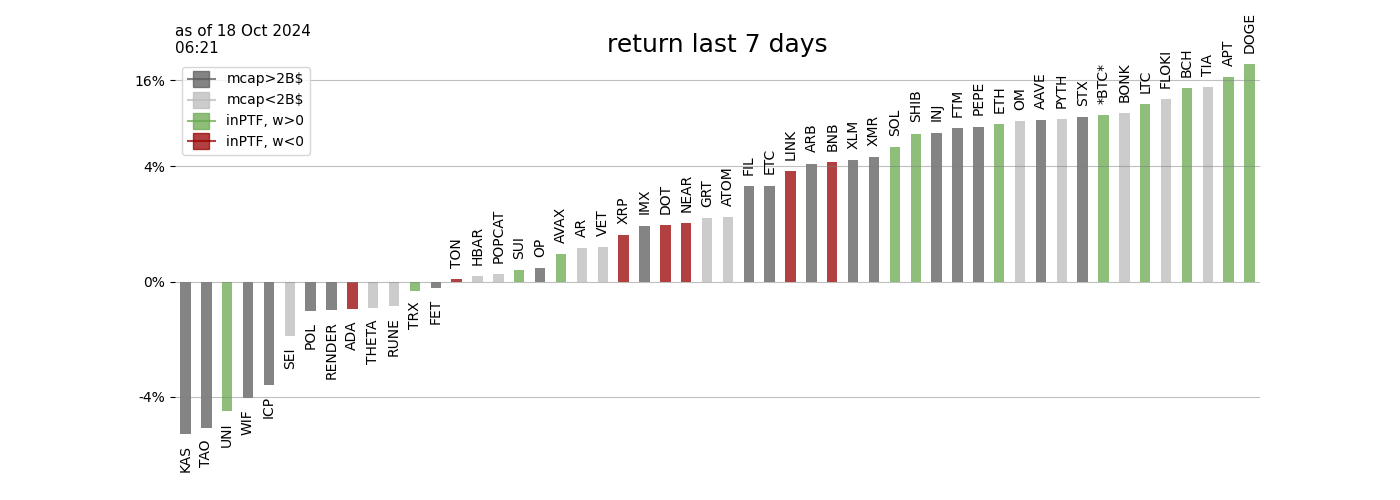 as of 18 Oct 2024
06:21
return last 7 days
mcap>2B$
mcap<2B$
inPTF, w>0
inPTF, w<0
16%
4%
0%
-4%
KAS
TAO
UNI
WIF
ICP
SEI
POL
RENDER
ADA
THETA
RUNE
TRX
FET
TON
HBAR
POPCAT
SUI
OP
AVAX
AR
VET
XRP
IMX
DOT
NEAR
GRT
ATOM
FIL
ETC
LINK
ARB
BNB
XLM
XMR
SOL
SHIB
INJ
FTM
PEPE
ETH
OM
AAVE
PYTH
STX
*BTC*
BONK
LTC
FLOKI
BCH
TIA
APT
DOGE